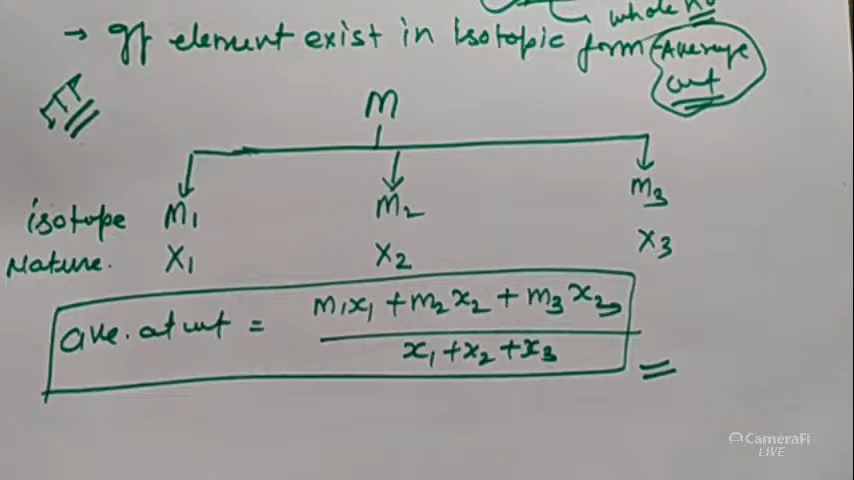 whole no
→ If element exist in isotopic form - Average
wt
ITP
M
isotope M1 M2 M3
Nature. X1 X2 X3
ave. at wt = m1x1 + m2x2 + m3x3
x1 + x2 + x3
CameraFi
LIVE